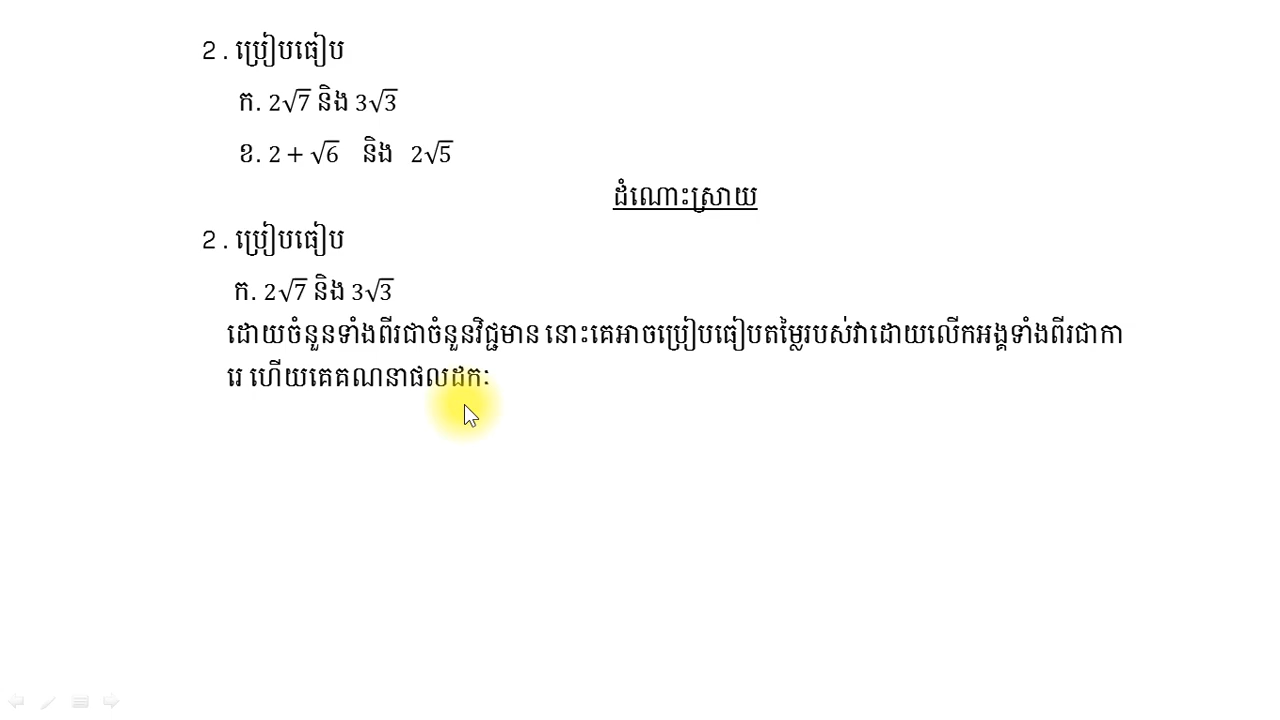 2 . ប្រៀបធៀប
ក. 2√7 និង 3√3
ខ. 2 + √6 និង 2√5
ដំណោះស្រាយ
2 . ប្រៀបធៀប
ក. 2√7 និង 3√3
ដោយចំនួនទាំងពីរជាចំនួនវិជ្ជមាន នោះគេអាចប្រៀបធៀបតម្លៃរបស់វាដោយលើកអង្គទាំងពីរជាកា
រេ ហើយគេគណនាផលដកៈ